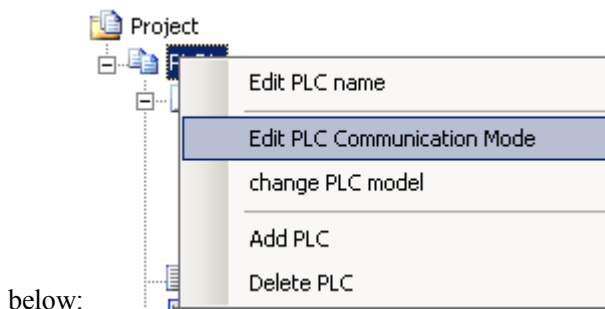 Project
Edit PLC name
Edit PLC Communication Mode
change PLC model
Add PLC
Delete PLC
below: